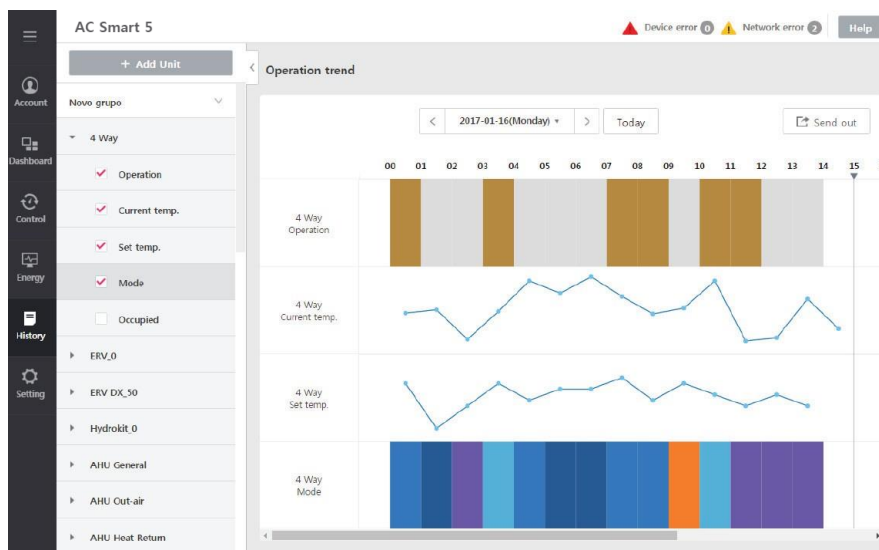 AC Smart 5
Device error 0
Network error 2
Help
Account
Dashboard
Control
Energy
History
Setting
+ Add Unit
Novo grupo
4 Way
Operation
Current temp.
Set temp.
Mode
Occupied
ERV_0
ERV DX_50
Hydrokit_0
AHU General
AHU Out-air
AHU Heat Return
Operation trend
< 2017-01-16(Monday) >
Today
Send out
00 01 02 03 04 05 06 07 08 09 10 11 12 13 14 15
4 Way
Operation
4 Way
Current temp.
4 Way
Set temp.
4 Way
Mode